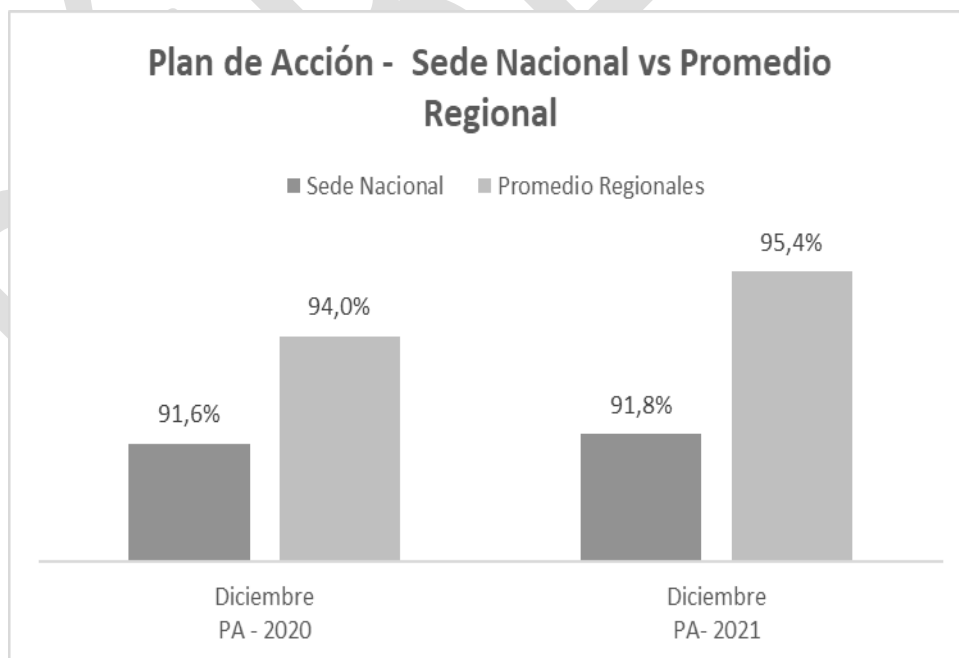 Plan de Acción -  Sede Nacional vs Promedio
Regional
Sede Nacional    Promedio Regionales
95,4%
94,0%
91,6%
91,8%
Diciembre
PA - 2020
Diciembre
PA- 2021